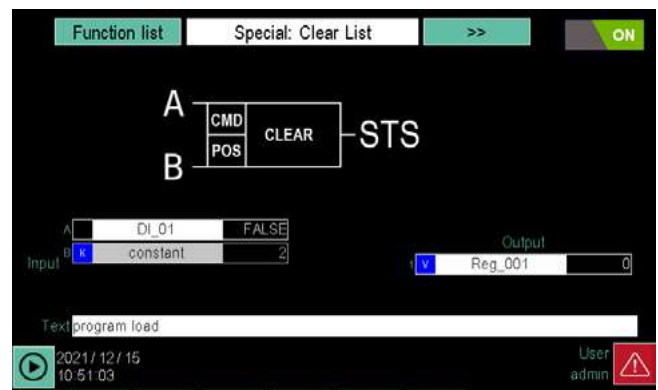 Function list Special: Clear List >> ON
A CMD CLEAR STS
B POS
A DI_01 FALSE
Input B K constant 2
Output
1 V Reg_001 0
Text program load
2021/12/15 User
10:51:03 admin